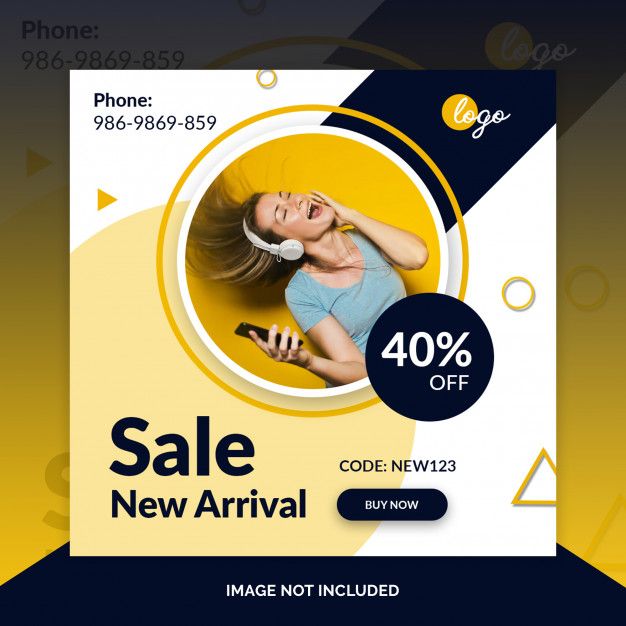 Phone:
986-9869-859
logo
Phone:
986-9869-859
logo
40%
OFF
Sale
New Arrival
CODE: NEW123
BUY NOW
S
IMAGE NOT INCLUDED